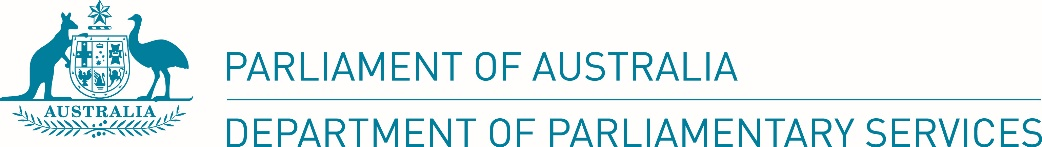 AUSTRALIA
PARLIAMENT OF AUSTRALIA
DEPARTMENT OF PARLIAMENTARY SERVICES